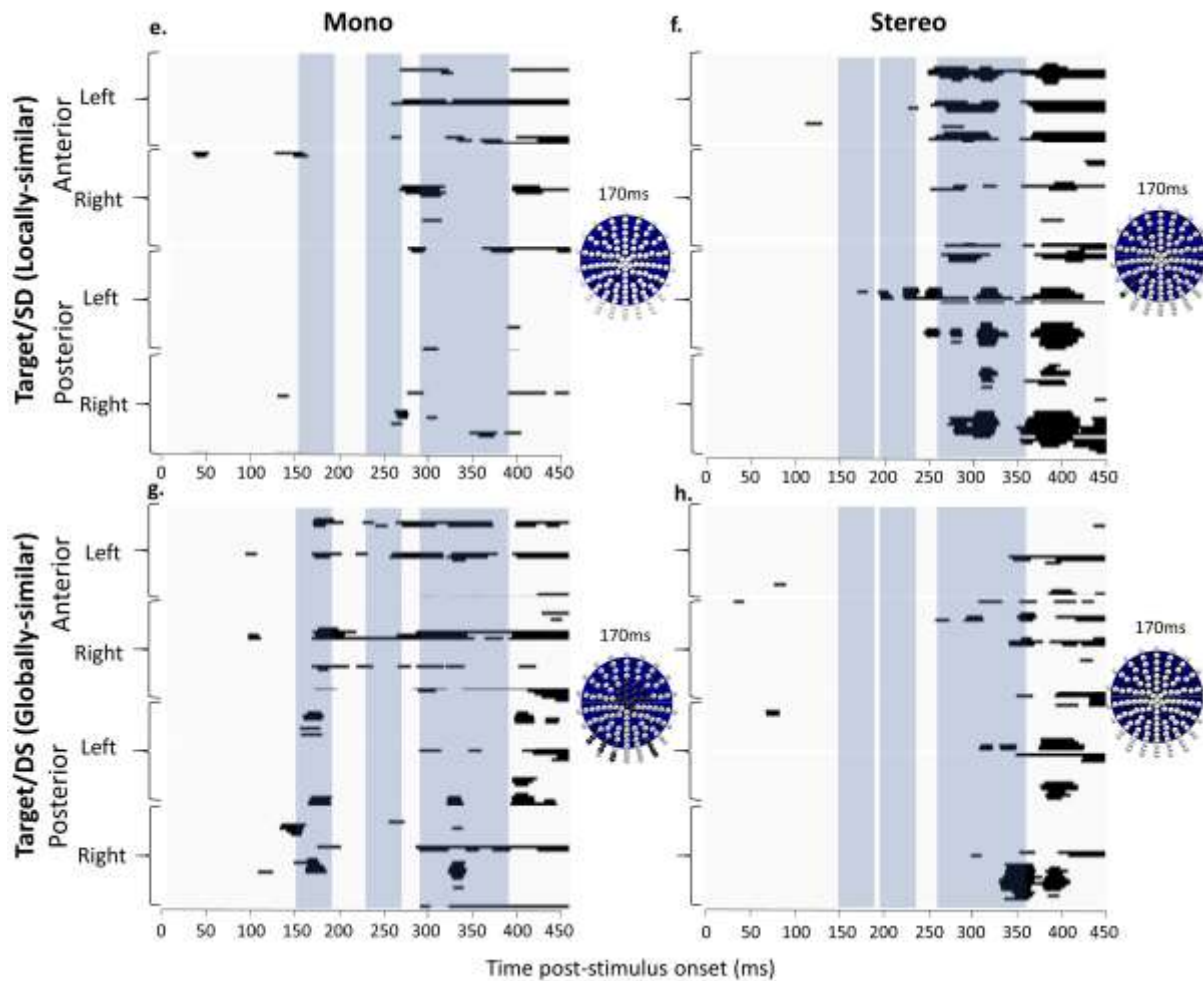 e.
Mono
f.
Stereo
Target/SD (Locally-similar)
Anterior
Left
Right
170ms
170ms
Posterior
Left
Right
0 50 100 150 200 250 300 350 400 450
0 50 100 150 200 250 300 350 400 450
g.
h.
Target/DS (Globally-similar)
Anterior
Left
Right
170ms
170ms
Posterior
Left
Right
0 50 100 150 200 250 300 350 400 450
0 50 100 150 200 250 300 350 400 450
Time post-stimulus onset (ms)